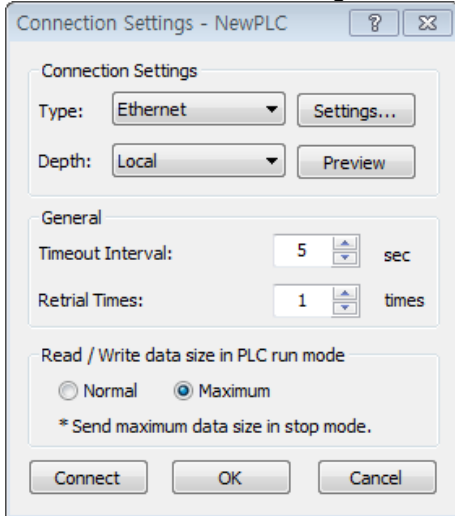 Connection Settings - NewPLC
Connection Settings
Type: Ethernet Settings...
Depth: Local Preview
General
Timeout Interval: 5 sec
Retrial Times: 1 times
Read / Write data size in PLC run mode
Normal Maximum
* Send maximum data size in stop mode.
Connect OK Cancel